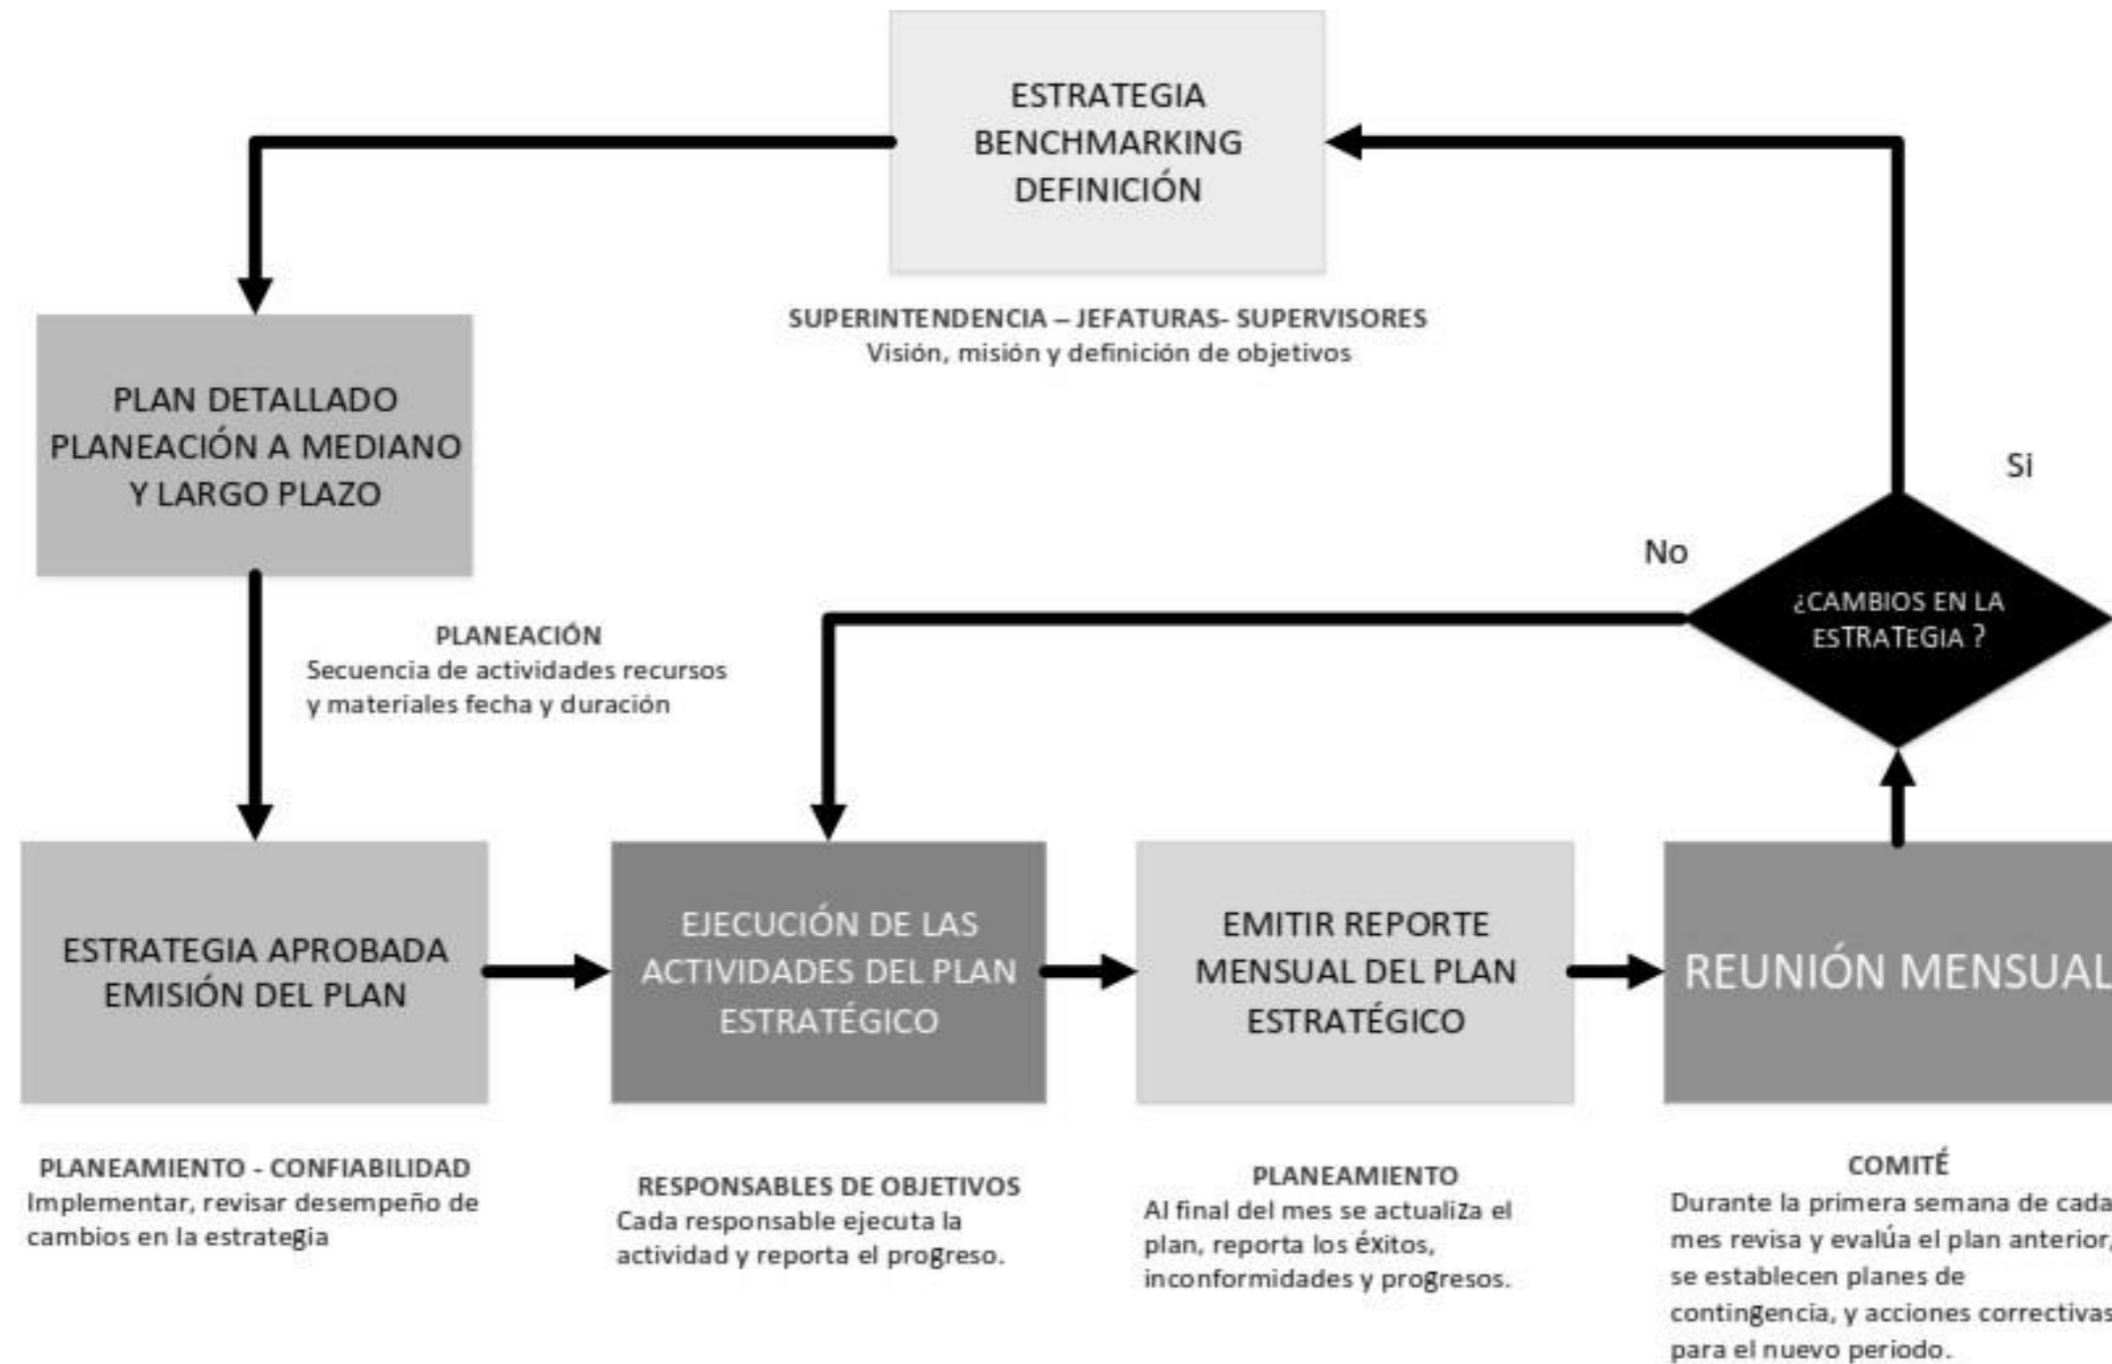 ESTRATEGIA
BENCHMARKING
DEFINICIÓN
SUPERINTENDENCIA – JEFATURAS- SUPERVISORES
Visión, misión y definición de objetivos
PLAN DETALLADO
PLANEACIÓN A MEDIANO
Y LARGO PLAZO
Si
No
¿CAMBIOS EN LA
ESTRATEGIA ?
PLANEACIÓN
Secuencia de actividades recursos
y materiales fecha y duración
ESTRATEGIA APROBADA
EMISIÓN DEL PLAN
EJECUCIÓN DE LAS
ACTIVIDADES DEL PLAN
ESTRATÉGICO
EMITIR REPORTE
MENSUAL DEL PLAN
ESTRATÉGICO
REUNIÓN MENSUAL
PLANEAMIENTO - CONFIABILIDAD
Implementar, revisar desempeño de
cambios en la estrategia
RESPONSABLES DE OBJETIVOS
Cada responsable ejecuta la
actividad y reporta el progreso.
PLANEAMIENTO
Al final del mes se actualiza el
plan, reporta los éxitos,
inconformidades y progresos.
COMITÉ
Durante la primera semana de cada
mes revisa y evalúa el plan anterior,
se establecen planes de
contingencia, y acciones correctivas
para el nuevo periodo.